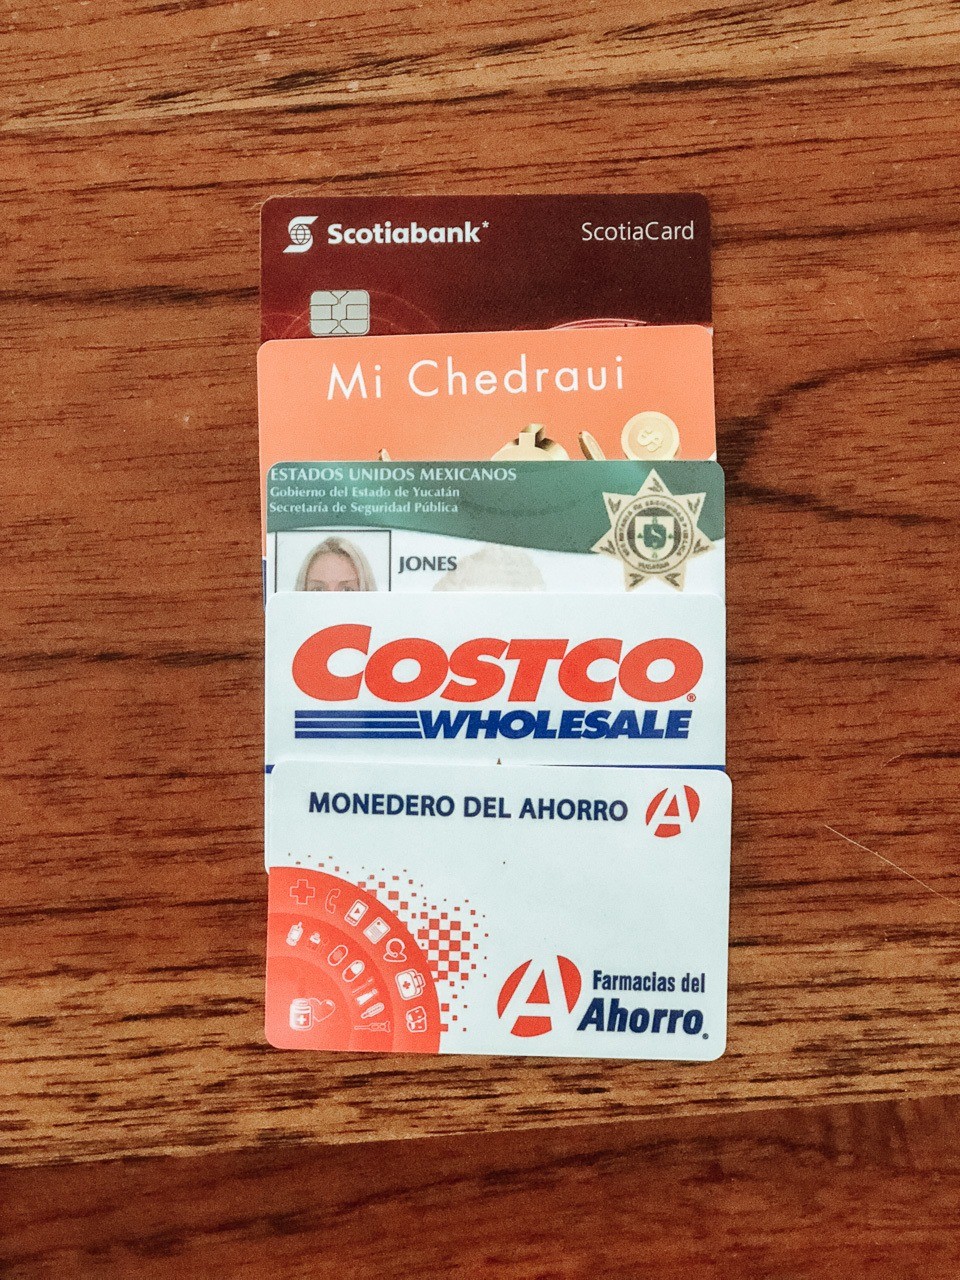 Scotiabank*
ScotiaCard
Mi Chedraui
ESTADOS UNIDOS MEXICANOS
Gobierno del Estado de Yucatán
Secretaría de Seguridad Pública
JONES
YUCATAN
COSTCO®
WHOLESALE
MONEDERO DEL AHORRO
A
A
Farmacias del
Ahorro®